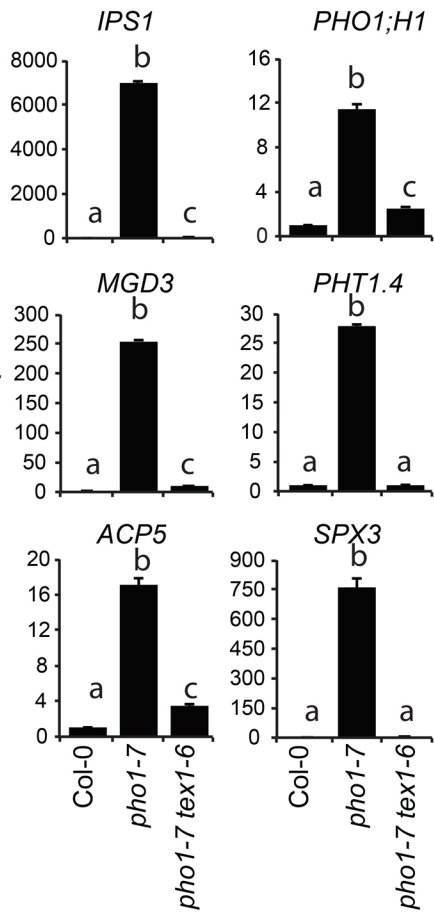 IPS1
8000
6000
4000
2000
0
a
b
c
PHO1;H1
16
12
8
4
0
a
b
c
MGD3
300
250
200
150
100
50
0
a
b
c
PHT1.4
30
25
20
15
10
5
0
a
b
a
ACP5
20
16
12
8
4
0
a
b
c
SPX3
900
750
600
450
300
150
0
a
b
a
Col-0
pho1-7
pho1-7 tex1-6
Col-0
pho1-7
pho1-7 tex1-6